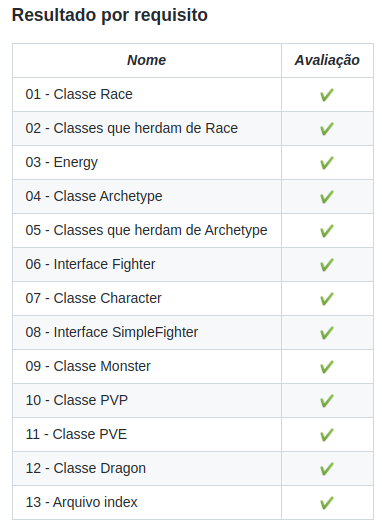 Resultado por requisito
Nome Avaliação
01 - Classe Race ✔
02 - Classes que herdam de Race ✔
03 - Energy ✔
04 - Classe Archetype ✔
05 - Classes que herdam de Archetype ✔
06 - Interface Fighter ✔
07 - Classe Character ✔
08 - Interface SimpleFighter ✔
09 - Classe Monster ✔
10 - Classe PVP ✔
11 - Classe PVE ✔
12 - Classe Dragon ✔
13 - Arquivo index ✔